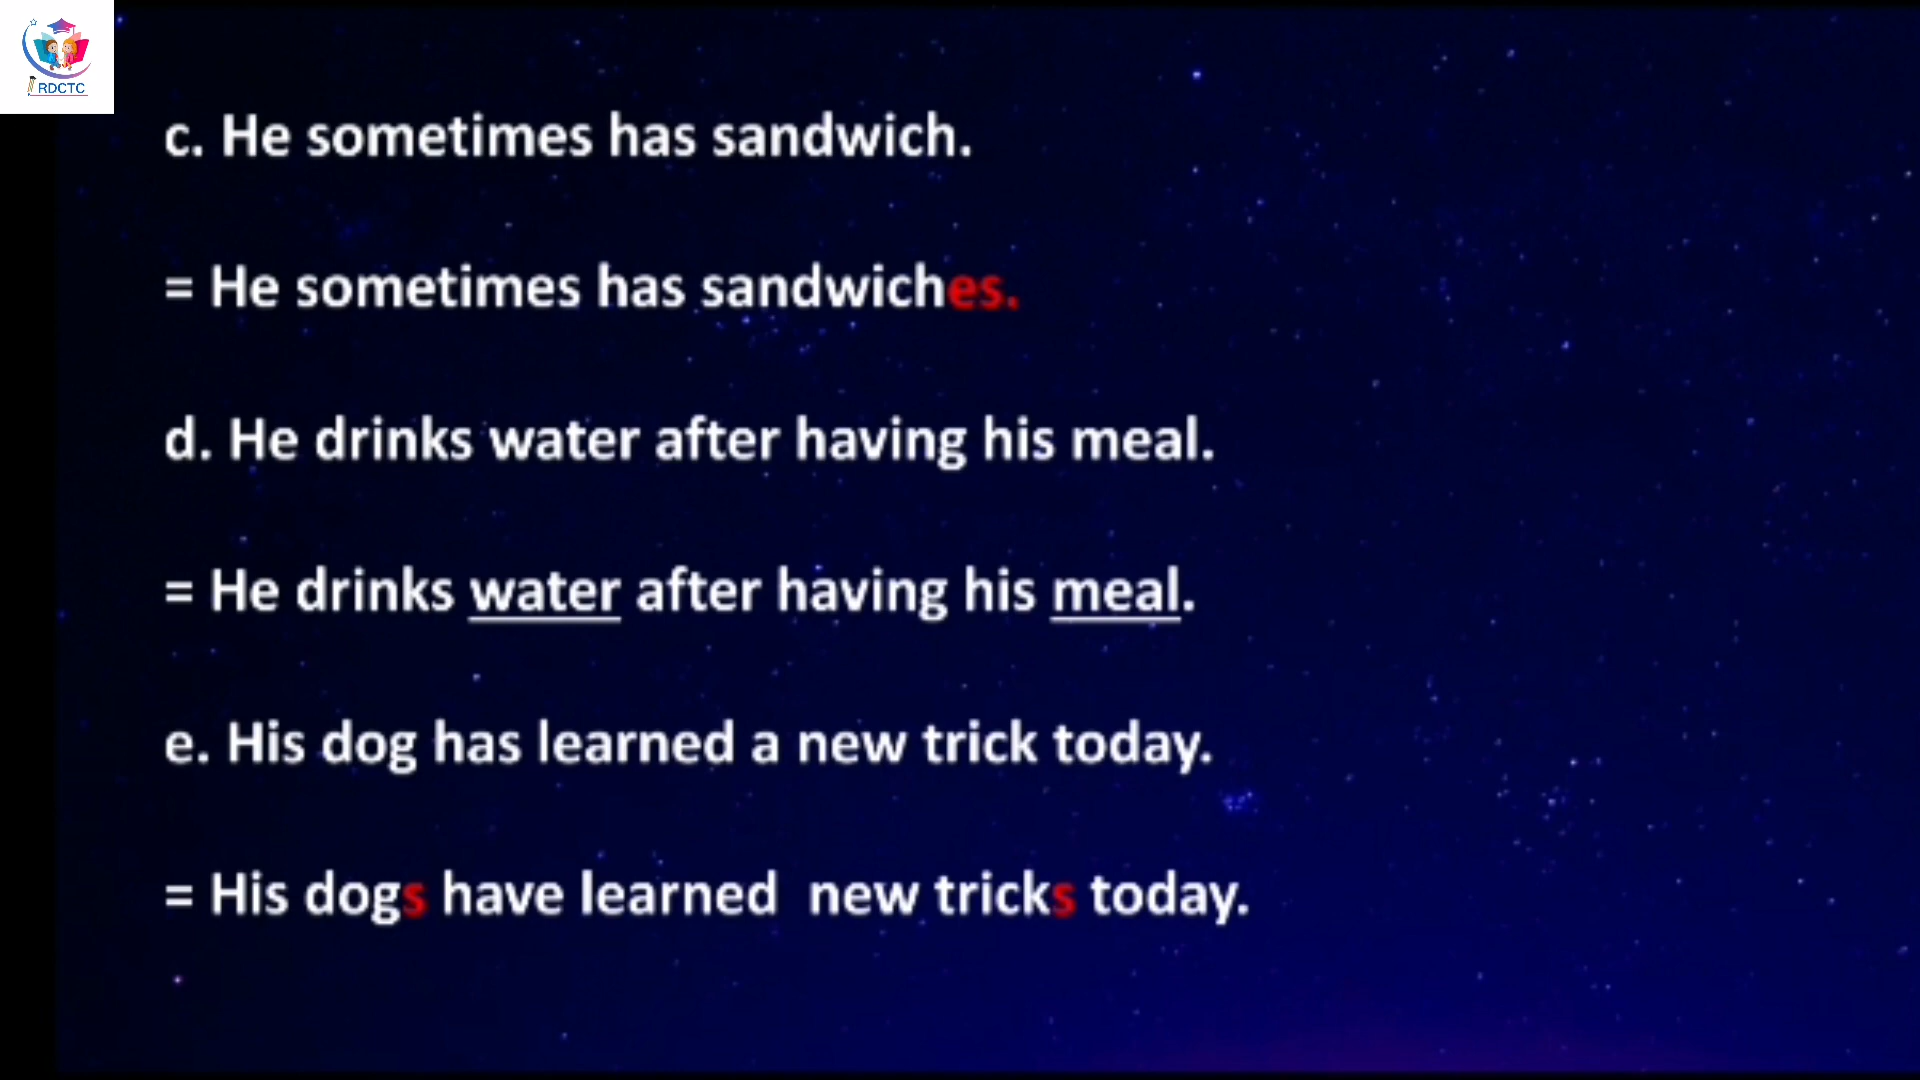 RDCTC
c. He sometimes has sandwich.
= He sometimes has sandwiches.
d. He drinks water after having his meal.
= He drinks water after having his meal.
e. His dog has learned a new trick today.
= His dogs have learned  new tricks today.